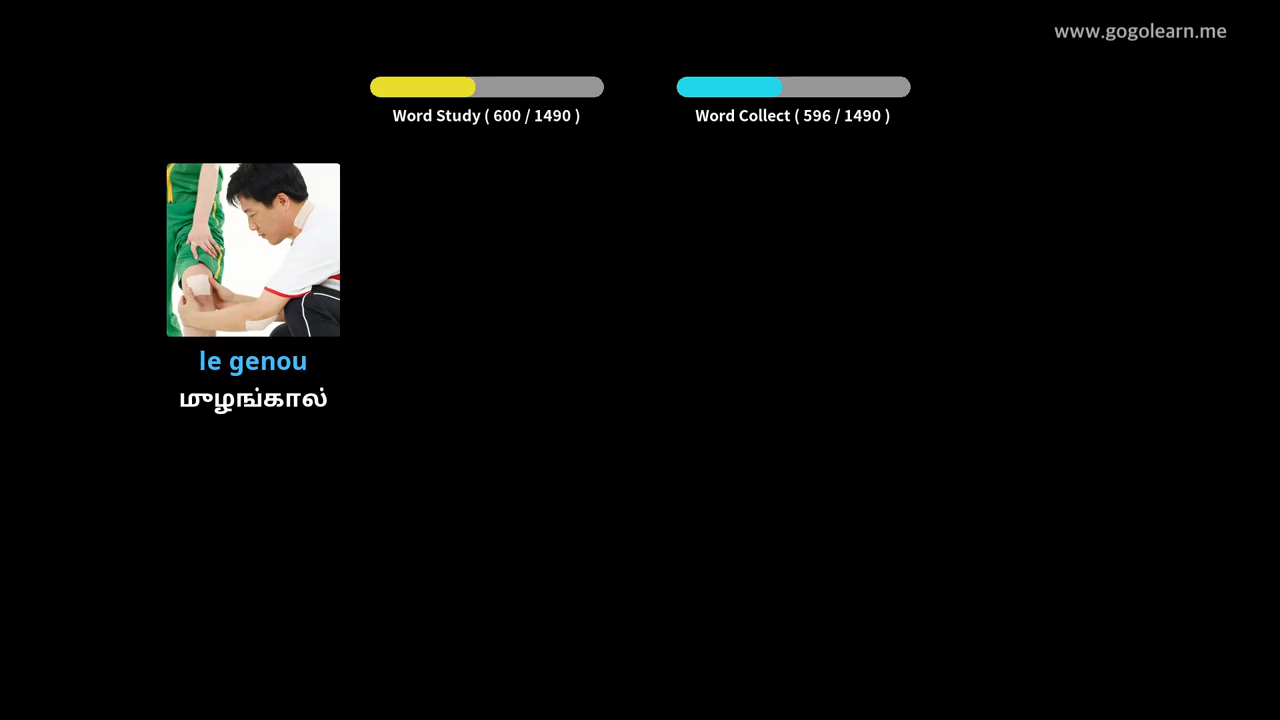 www.gogolearn.me
Word Study ( 600 / 1490 )
Word Collect ( 596 / 1490 )
le genou
முழங்கால்